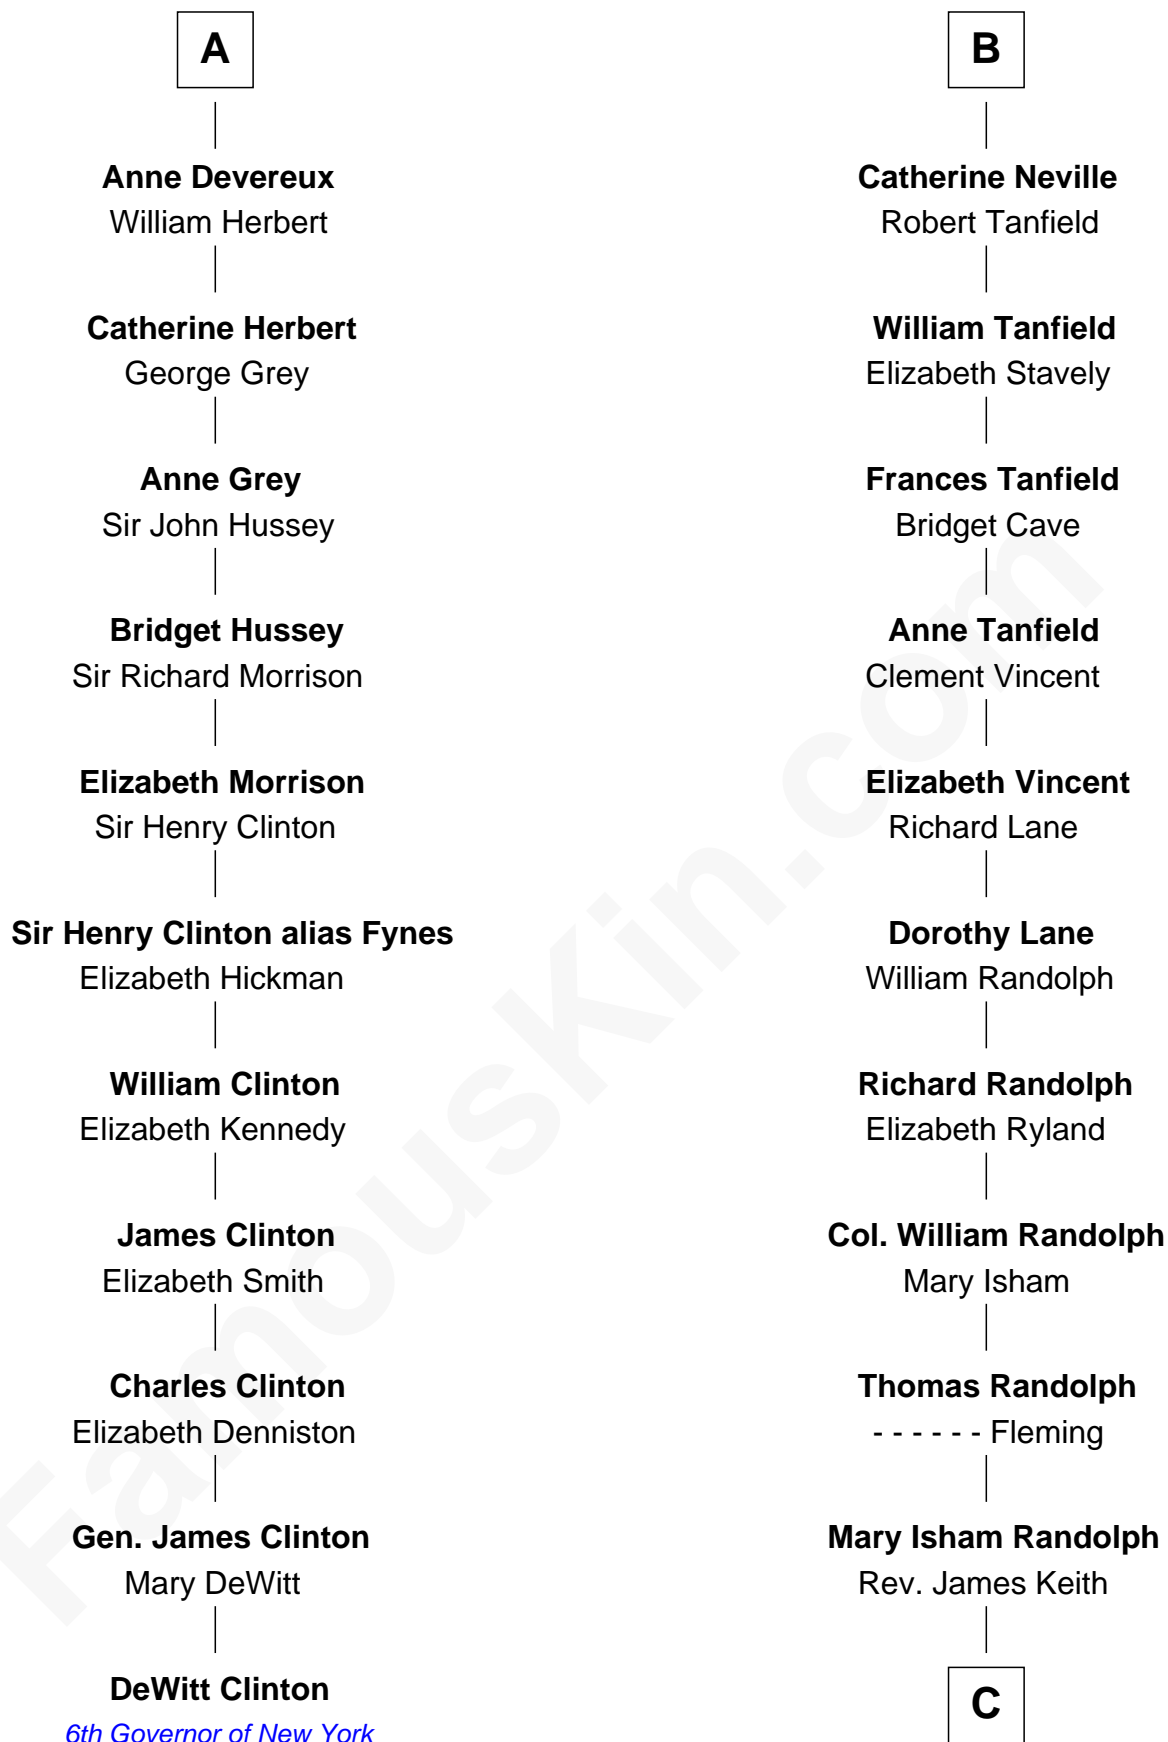 A
Anne Devereux
William Herbert
Catherine Herbert
George Grey
Anne Grey
Sir John Hussey
Bridget Hussey
Sir Richard Morrison
Elizabeth Morrison
Sir Henry Clinton
Sir Henry Clinton alias Fynes
Elizabeth Hickman
William Clinton
Elizabeth Kennedy
James Clinton
Elizabeth Smith
Charles Clinton
Elizabeth Denniston
Gen. James Clinton
Mary DeWitt
DeWitt Clinton
6th Governor of New York
B
Catherine Neville
Robert Tanfield
William Tanfield
Elizabeth Stavely
Frances Tanfield
Bridget Cave
Anne Tanfield
Clement Vincent
Elizabeth Vincent
Richard Lane
Dorothy Lane
William Randolph
Richard Randolph
Elizabeth Ryland
Col. William Randolph
Mary Isham
Thomas Randolph
- - - - - - Fleming
Mary Isham Randolph
Rev. James Keith
C
FamousKin.com